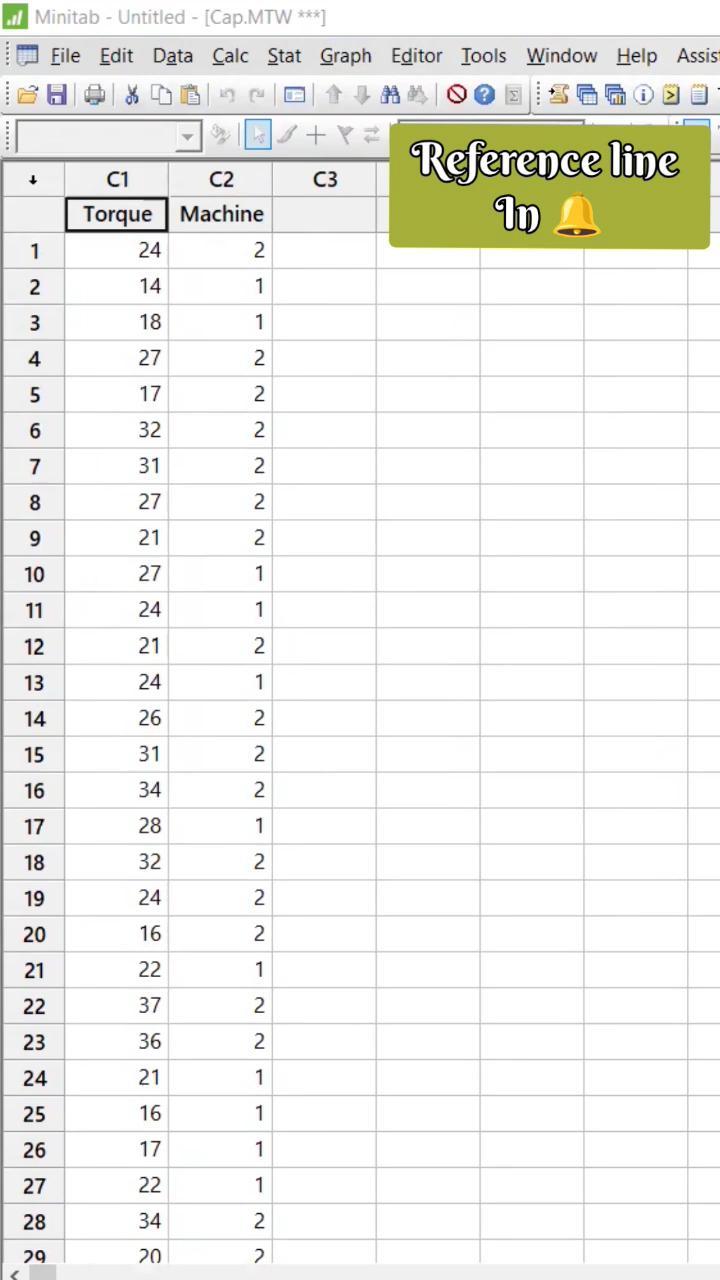 Minitab - Untitled - [Cap.MTW ***]
File Edit Data Calc Stat Graph Editor Tools Window Help Assis
Reference line
In 🔔
C1 C2 C3
Torque Machine
1 24 2
2 14 1
3 18 1
4 27 2
5 17 2
6 32 2
7 31 2
8 27 2
9 21 2
10 27 1
11 24 1
12 21 2
13 24 1
14 26 2
15 31 2
16 34 2
17 28 1
18 32 2
19 24 2
20 16 2
21 22 1
22 37 2
23 36 2
24 21 1
25 16 1
26 17 1
27 22 1
28 34 2
29 20 2